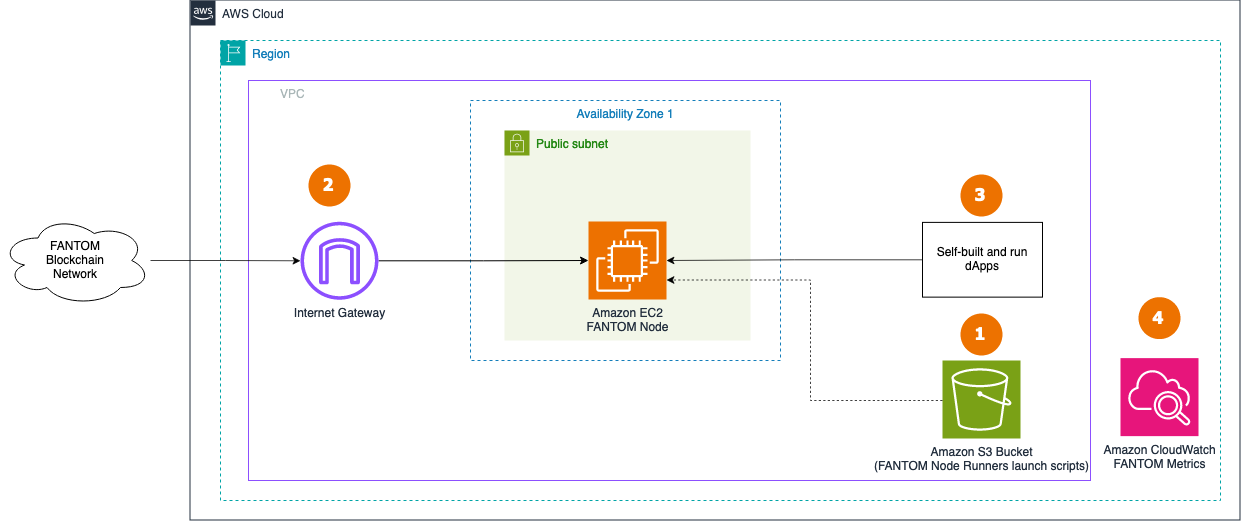 aws
AWS Cloud
Region
VPC
Availability Zone 1
Public subnet
2
3
FANTOM
Blockchain
Network
Self-built and run
dApps
Internet Gateway
Amazon EC2
FANTOM Node
1
4
Amazon S3 Bucket
(FANTOM Node Runners launch scripts)
Amazon CloudWatch
FANTOM Metrics